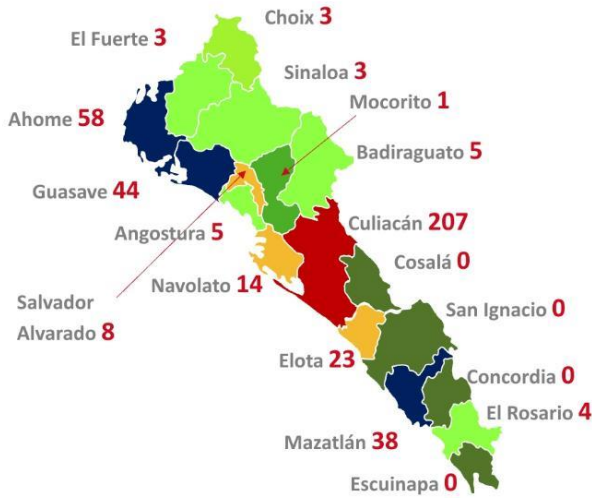 Choix 3
El Fuerte 3
Sinaloa 3
Mocorito 1
Ahome 58
Badiraguato 5
Guasave 44
Culiacán 207
Angostura 5
Cosalá 0
Navolato 14
Salvador
Alvarado 8
San Ignacio 0
Elota 23
Concordia 0
El Rosario 4
Mazatlán 38
Escuinapa 0